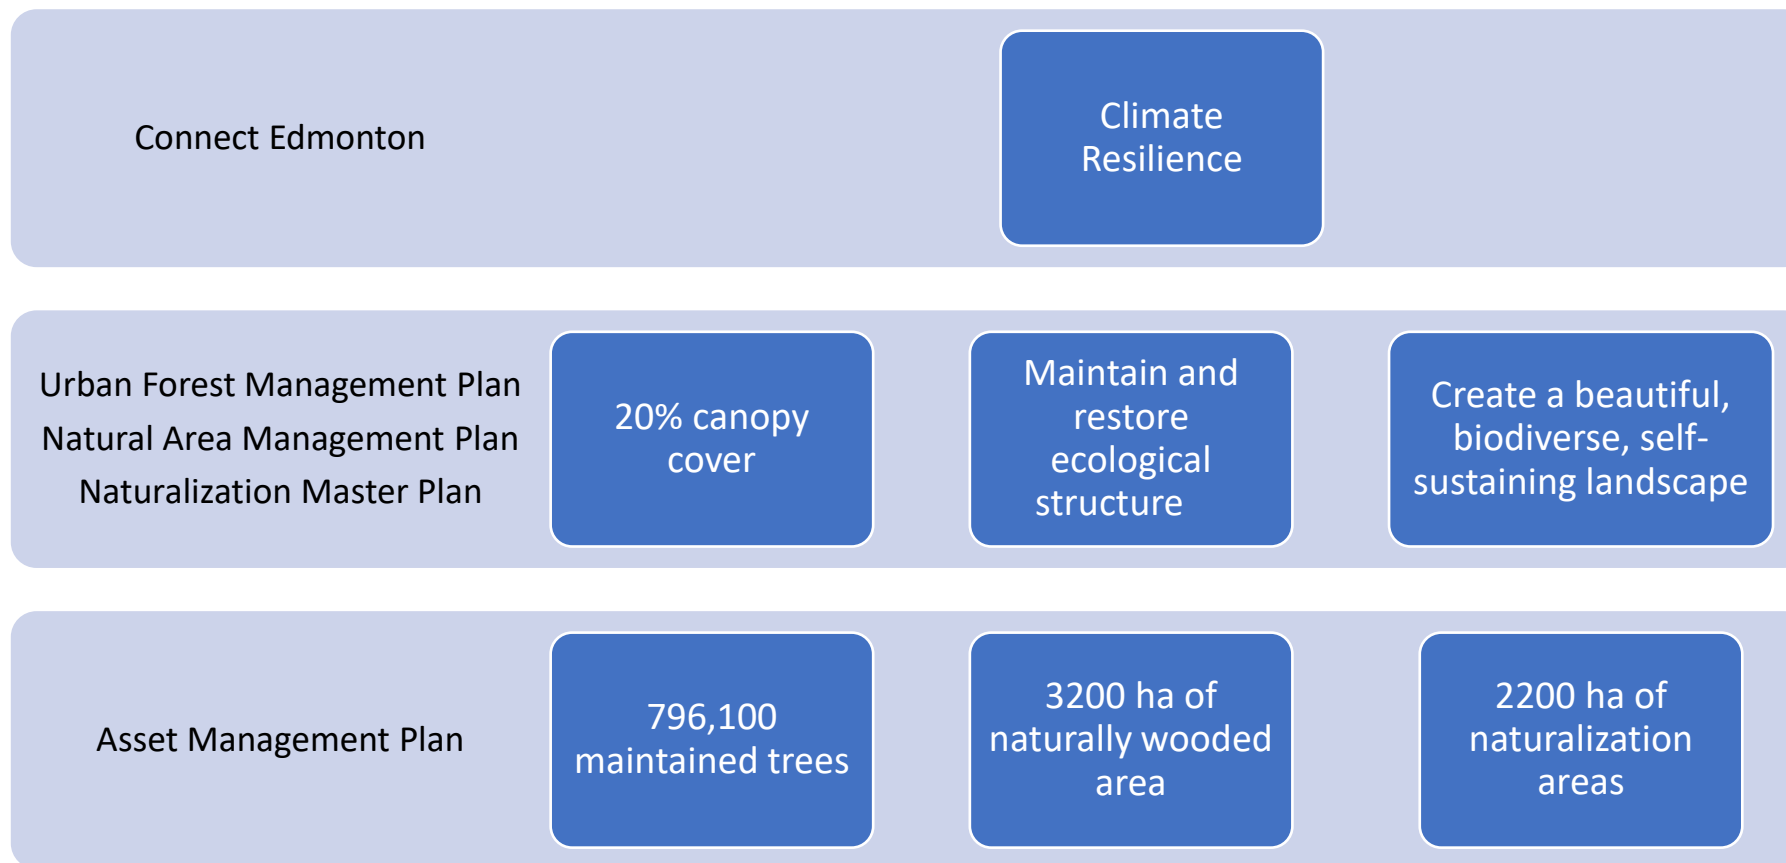 Connect Edmonton
Climate
Resilience
Urban Forest Management Plan
Natural Area Management Plan
Naturalization Master Plan
20% canopy
cover
Maintain and
restore
ecological
structure
Create a beautiful,
biodiverse, self-
sustaining landscape
Asset Management Plan
796,100
maintained trees
3200 ha of
naturally wooded
area
2200 ha of
naturalization
areas